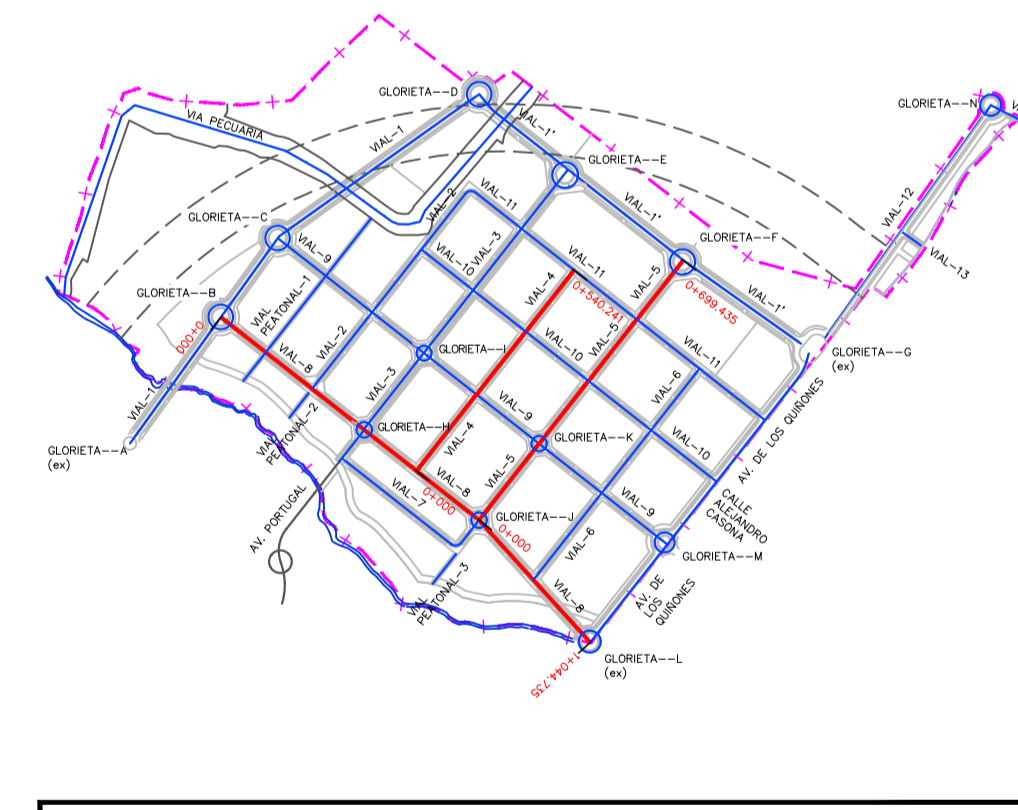 GLORIETA--D
GLORIETA--N
V
VIA PECUARIA
VIAL-1
VIAL-1'
GLORIETA--E
VIAL-11
VIAL-2
VIAL-12
GLORIETA--C
VIAL-1'
VIAL-9
VIAL-3
GLORIETA--F
VIAL-10
VIAL-11
VIAL-13
GLORIETA--B
VIAL
PEATONAL-1
VIAL-4
VIAL-5
0+540.241
0+699.435
VIAL-1'
0+000
VIAL-2
VIAL-5
VIAL-10
VIAL-11
GLORIETA--I
GLORIETA--G
(ex)
VIAL-8
VIAL-3
VIAL-6
VIAL-1
VIAL-9
AV. DE LOS QUIÑONES
VIAL
PEATONAL-2
GLORIETA--H
VIAL-4
GLORIETA--K
VIAL-10
GLORIETA--A
(ex)
VIAL-5
VIAL-8
VIAL-7
0+000
VIAL-9
CALLE
ALEJANDRO
CASONA
AV. PORTUGAL
GLORIETA--J
0+000
VIAL-6
GLORIETA--M
VIAL
PEATONAL-3
VIAL-8
AV. DE
LOS
QUIÑONES
GLORIETA--L
(ex)
1+044.735